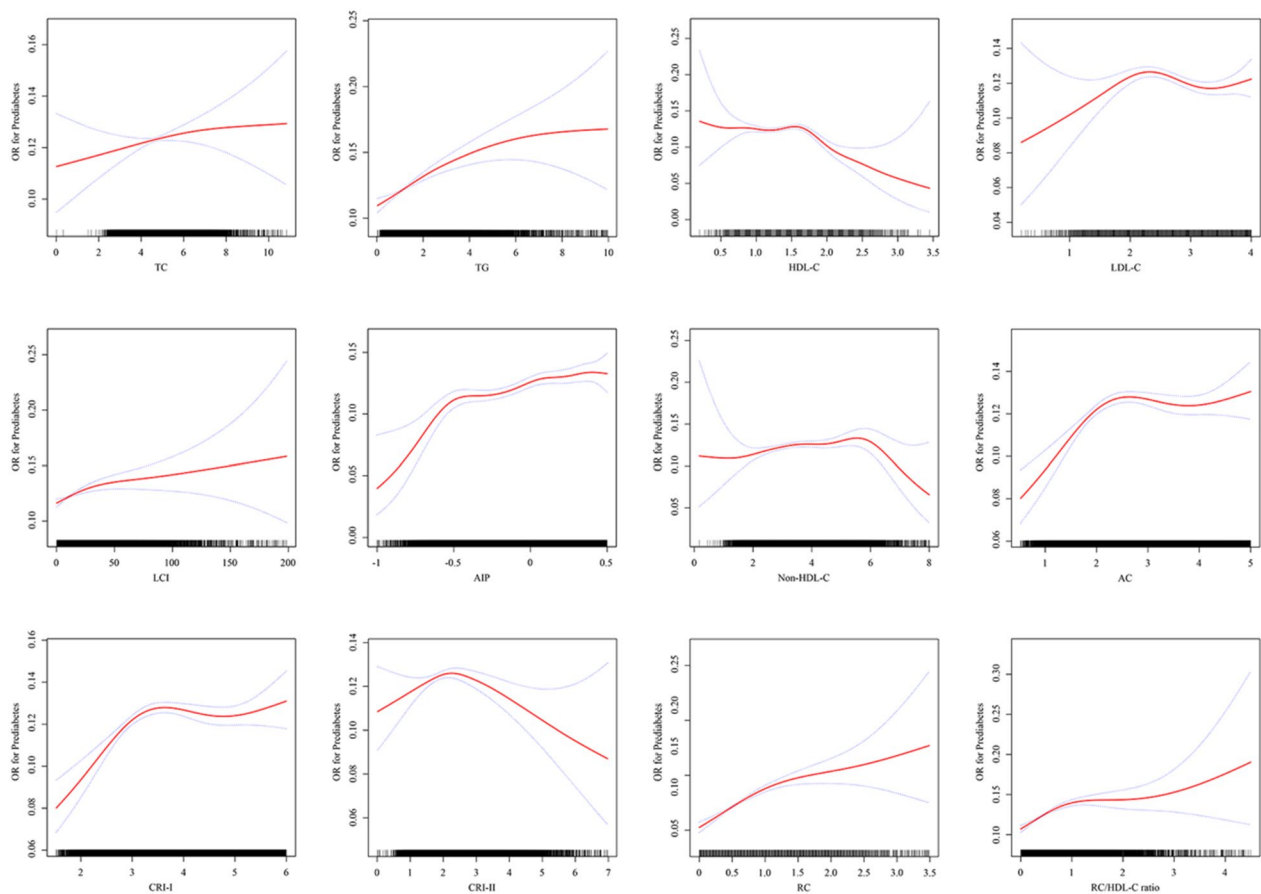 OR for Prediabetes
0.16
0.14
0.12
0.10
0 2 4 6 8 10
TC
OR for Prediabetes
0.25
0.20
0.15
0.10
0 2 4 6 8 10
TG
OR for Prediabetes
0.25
0.20
0.15
0.10
0.05
0.00
0.5 1.0 1.5 2.0 2.5 3.0 3.5
HDL-C
OR for Prediabetes
0.14
0.12
0.10
0.08
0.06
0.04
1 2 3 4
LDL-C
OR for Prediabetes
0.25
0.20
0.15
0.10
0 50 100 150 200
LCI
OR for Prediabetes
0.15
0.10
0.05
0.00
-1 -0.5 0 0.5
AIP
OR for Prediabetes
0.25
0.20
0.15
0.10
0.05
0 2 4 6 8
Non-HDL-C
OR for Prediabetes
0.14
0.12
0.10
0.08
0.06
1 2 3 4 5
AC
OR for Prediabetes
0.16
0.14
0.12
0.10
0.08
0.06
2 3 4 5 6
CRI-I
OR for Prediabetes
0.14
0.12
0.10
0.08
0.06
0 1 2 3 4 5 6 7
CRI-II
OR for Prediabetes
0.25
0.20
0.15
0.10
0.05
0.0 0.5 1.0 1.5 2.0 2.5 3.0 3.5
RC
OR for Prediabetes
0.30
0.25
0.20
0.15
0.10
0 1 2 3 4
RC/HDL-C ratio